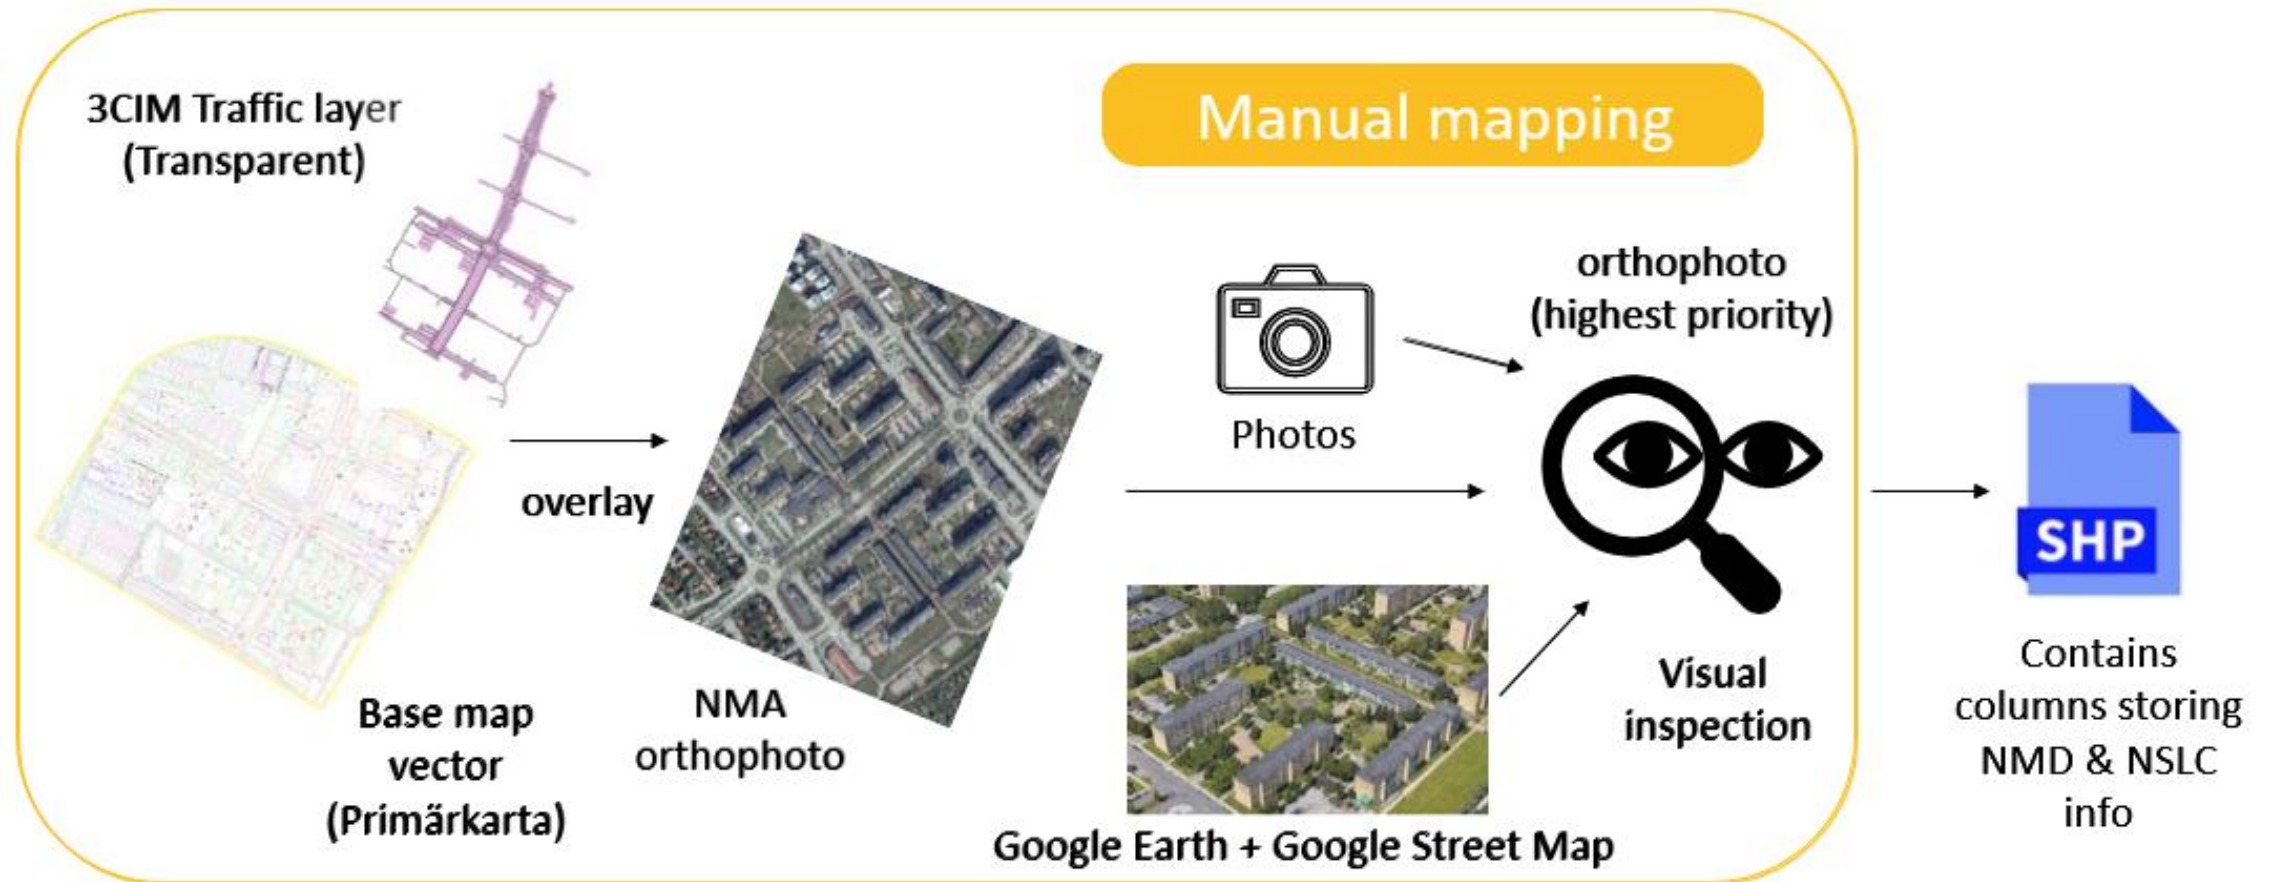 3CIM Traffic layer
(Transparent)
Manual mapping
overlay
Base map
vector
(Primárkarta)
NMA
orthophoto
Photos
orthophoto
(highest priority)
Google Earth + Google Street Map
Visual
inspection
SHP
Contains
columns storing
NMD & NSLC
info